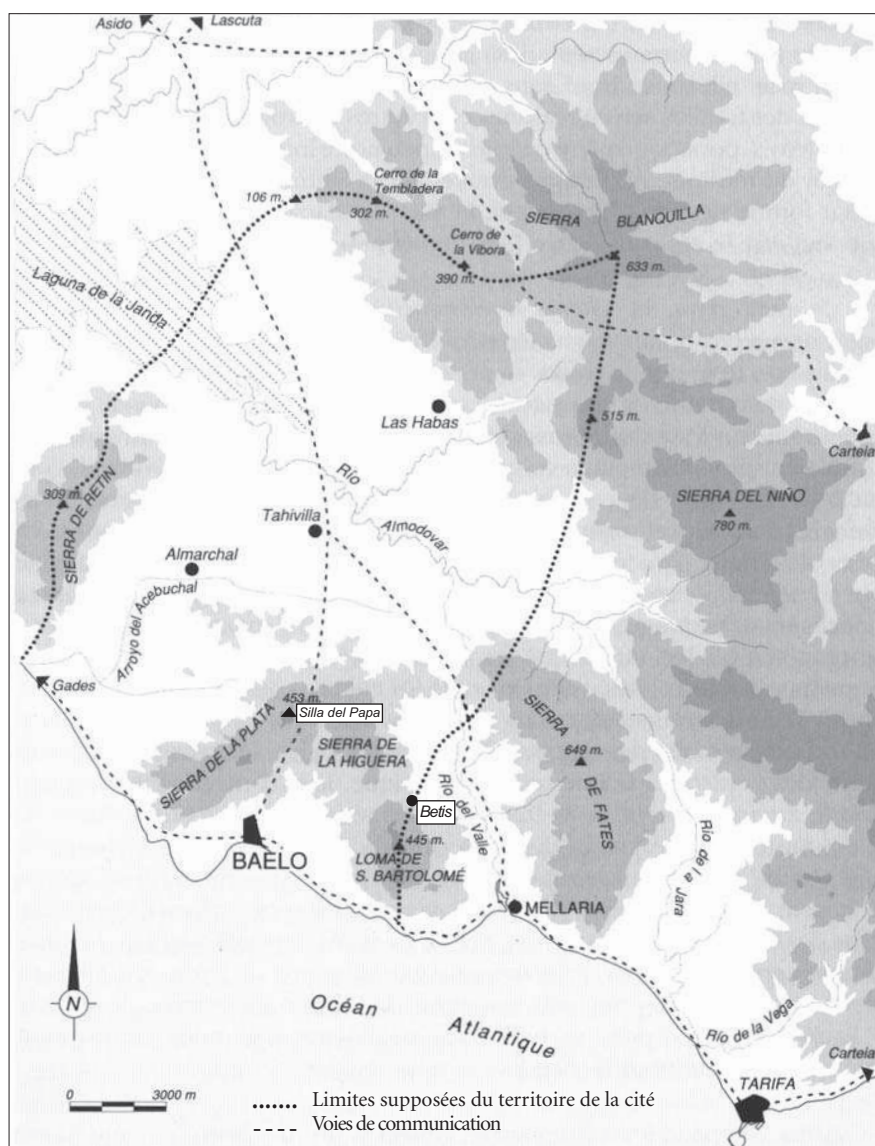 Asido
Lascuta
Cerro de la
Tembladera
106 m.
302 m.
SIERRA
BLANQUILLA
Cerro de
la Vibora
390 m.
633 m.
Laguna de la Janda
Las Habas
515 m.
Carteia
Río
Almodovar
SIERRA DEL NIÑO
780 m.
309 m.
SIERRA DE RETIN
Tahivilla
Almarchal
Arroyo del Acebuchal
Gades
453 m.
Silla del Papa
SIERRA DE LA PLATA
SIERRA DE
LA HIGUERA
SIERRA
DE FATES
649 m.
Betis
Río del Valle
Río de la Jara
BAELO
445 m.
LOMA DE
S. BARTOLOMÉ
MELLARIA
N
Océan
Atlantique
Río de la Vega
Carteia
TARIFA
0 3000 m.
Limites supposées du territoire de la cité
Voies de communication